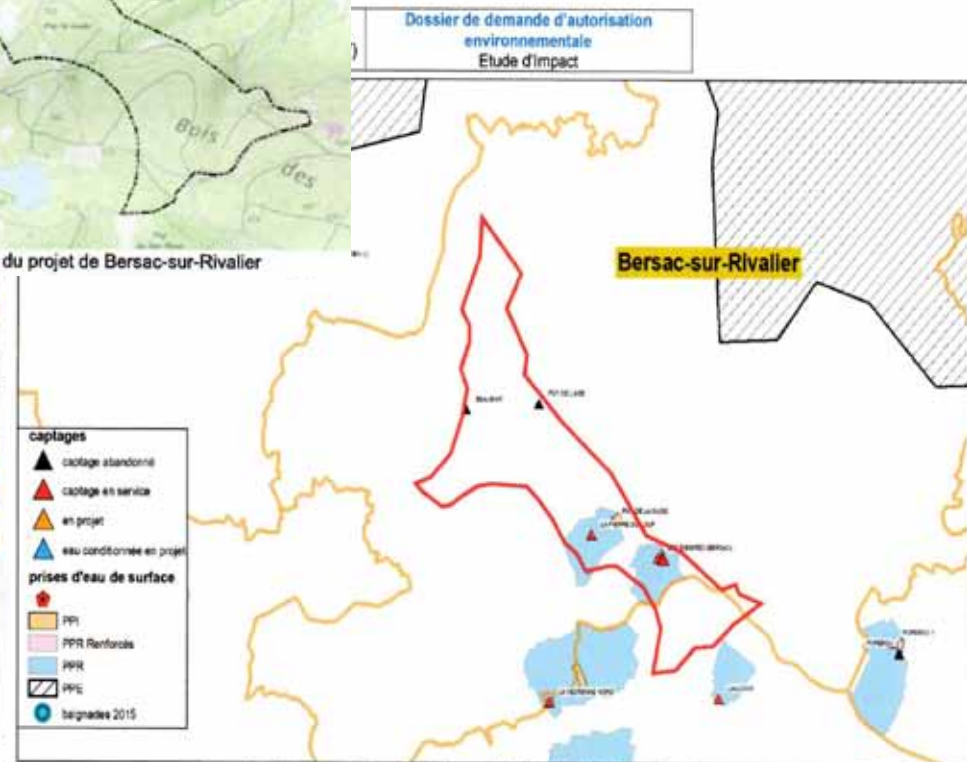 Dossier de demande d'autorisation
environnementale
Etude d'Impact
Bois
des
du projet de Bersac-sur-Rivalier
Bersac-sur-Rivalier
captages
captage abandonné
captage en service
en projet
eau conditionnée en projet
prises d'eau de surface
PPI
PPR Renforcés
PPR
PPE
baignades 2015